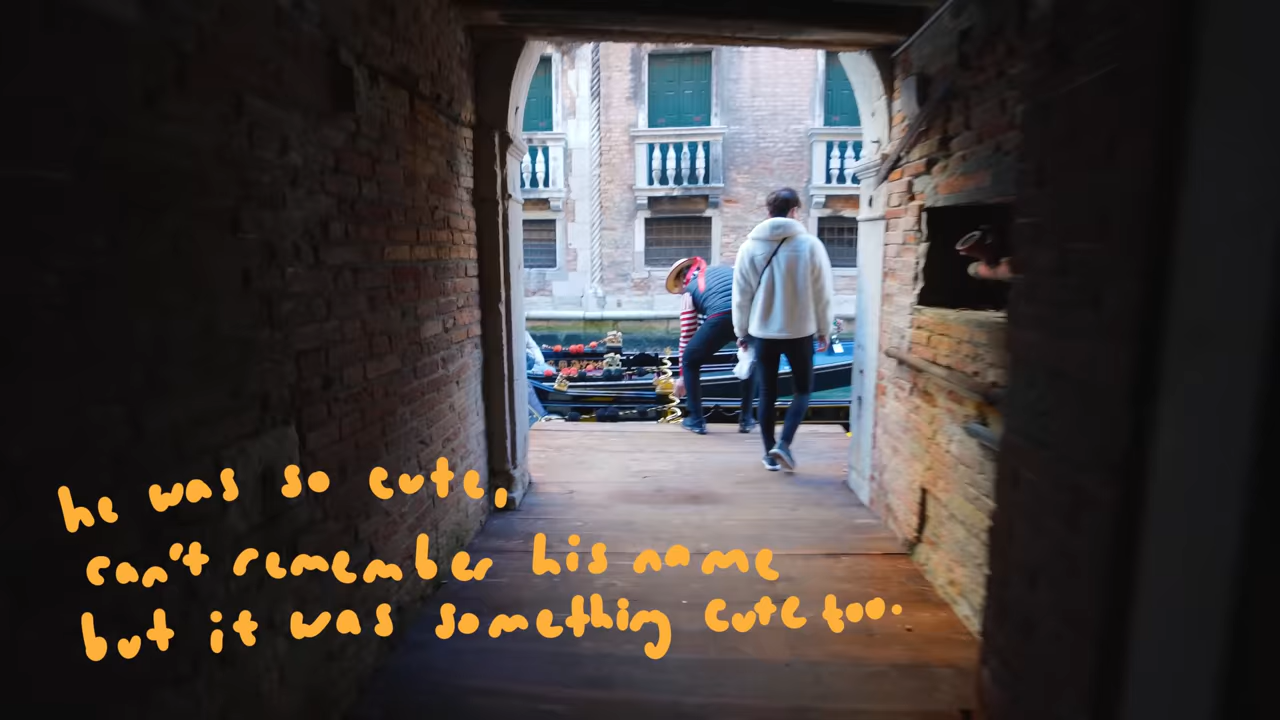 he was so cute,
can't remember his name
but it was something cute too.